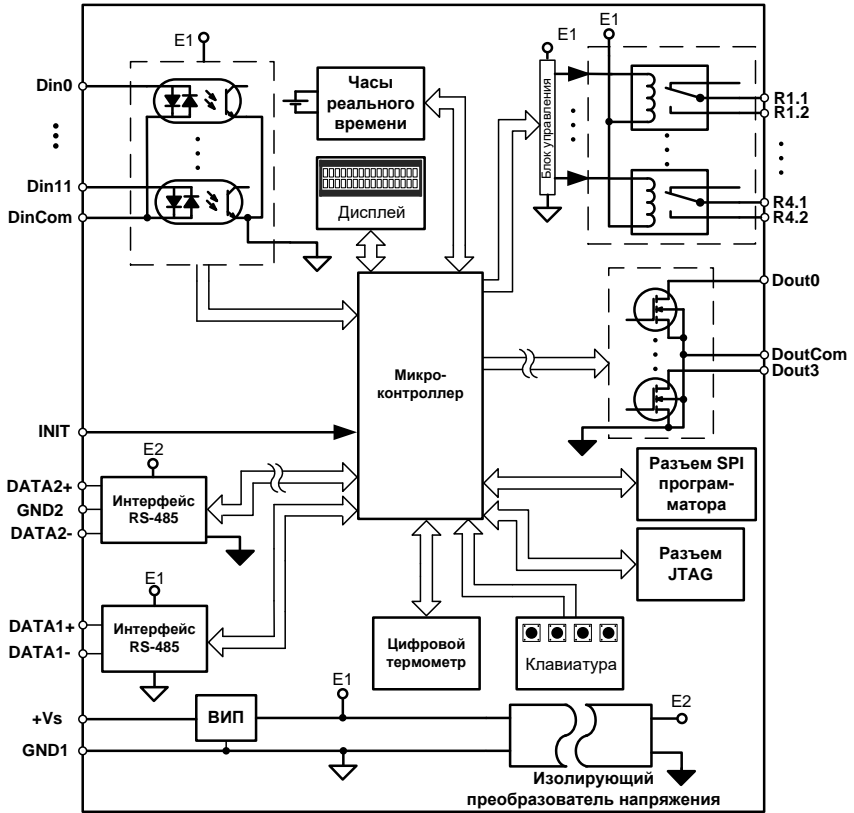 E1
E1
E1
Din0
Часы
реального
времени
Блок управления
R1.1
R1.2
Din11
DinCom
Дисплей
R4.1
R4.2
Dout0
DoutCom
Dout3
Микро-
контроллер
INIT
E2
DATA2+
GND2
DATA2-
Интерфейс
RS-485
Разъем SPI
програм-
матора
Разъем
JTAG
E1
DATA1+
DATA1-
Интерфейс
RS-485
Цифровой
термометр
Клавиатура
+Vs
GND1
ВИП
E1
E2
Изолирующий
преобразователь напряжения